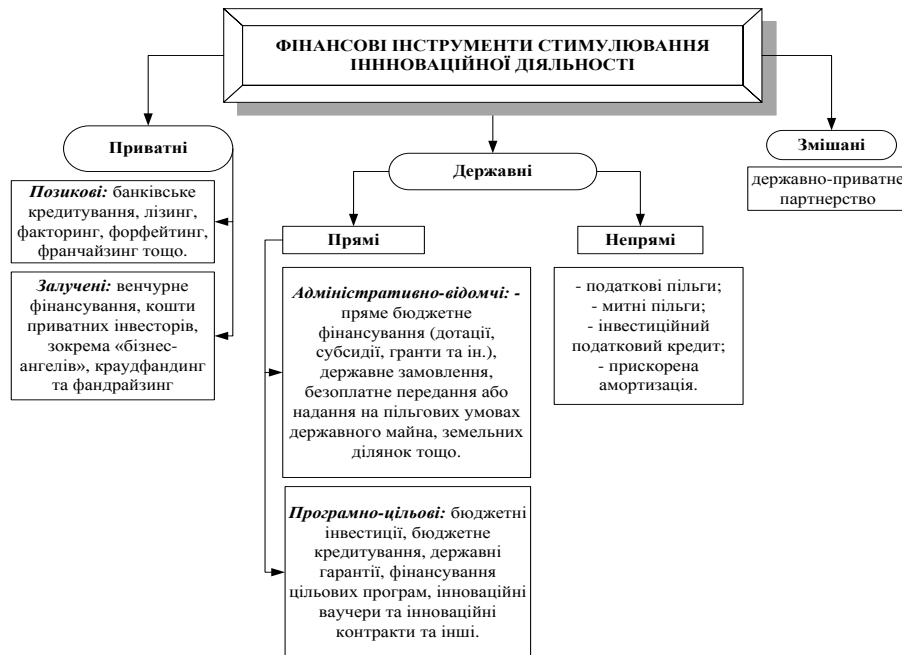 ФІНАНСОВІ ІНСТРУМЕНТИ СТИМУЛЮВАННЯ
ІНННОВАЦІЙНОЇ ДІЯЛЬНОСТІ
Приватні
Позикові: банківське
кредитування, лізинг,
факторинг, форфейтинг,
франчайзинг тощо.
Залучені: венчурне
фінансування, кошти
приватних інвесторів,
зокрема «бізнес-
ангелів», краудфандинг
та фандрайзинг
Державні
Прямі
Адміністративно-відомчі: -
пряме бюджетне
фінансування (дотації,
субсидії, гранти та ін.),
державне замовлення,
безоплатне передання або
надання на пільгових умовах
державного майна, земельних
ділянок тощо.
Програмно-цільові: бюджетні
інвестиції, бюджетне
кредитування, державні
гарантії, фінансування
цільових програм, інноваційні
ваучери та інноваційні
контракти та інші.
Непрямі
- податкові пільги;
- митні пільги;
- інвестиційний
податковий кредит;
- прискорена
амортизація.
Змішані
державно-приватне
партнерство